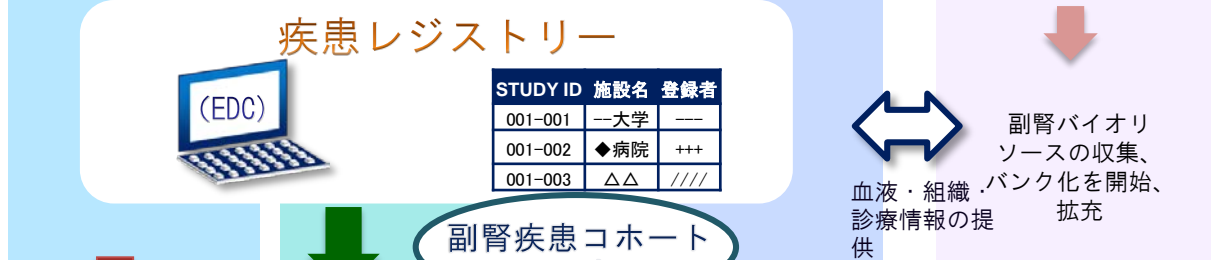 疾患レジストリー
(EDC)
STUDY ID 施設名 登録者
001-001 --大学 ---
001-002 ◆病院 +++
001-003 △△ ////
副腎疾患コホート
血液・組織・
診療情報の提
供
副腎バイオリ
ソースの収集、
バンク化を開始、
拡充